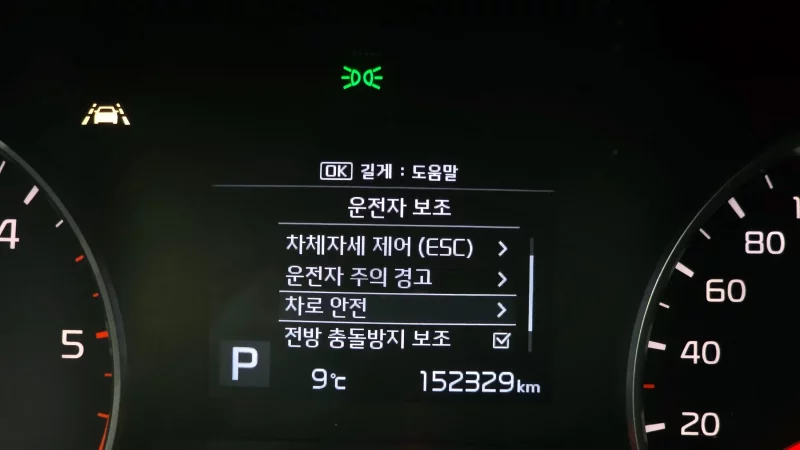 OK 길게 : 도움말
운전자 보조
차체자세 제어 (ESC)
운전자 주의 경고
차로 안전
전방 충돌방지 보조
P
9℃ 152329km
4
5
80
60
40
20